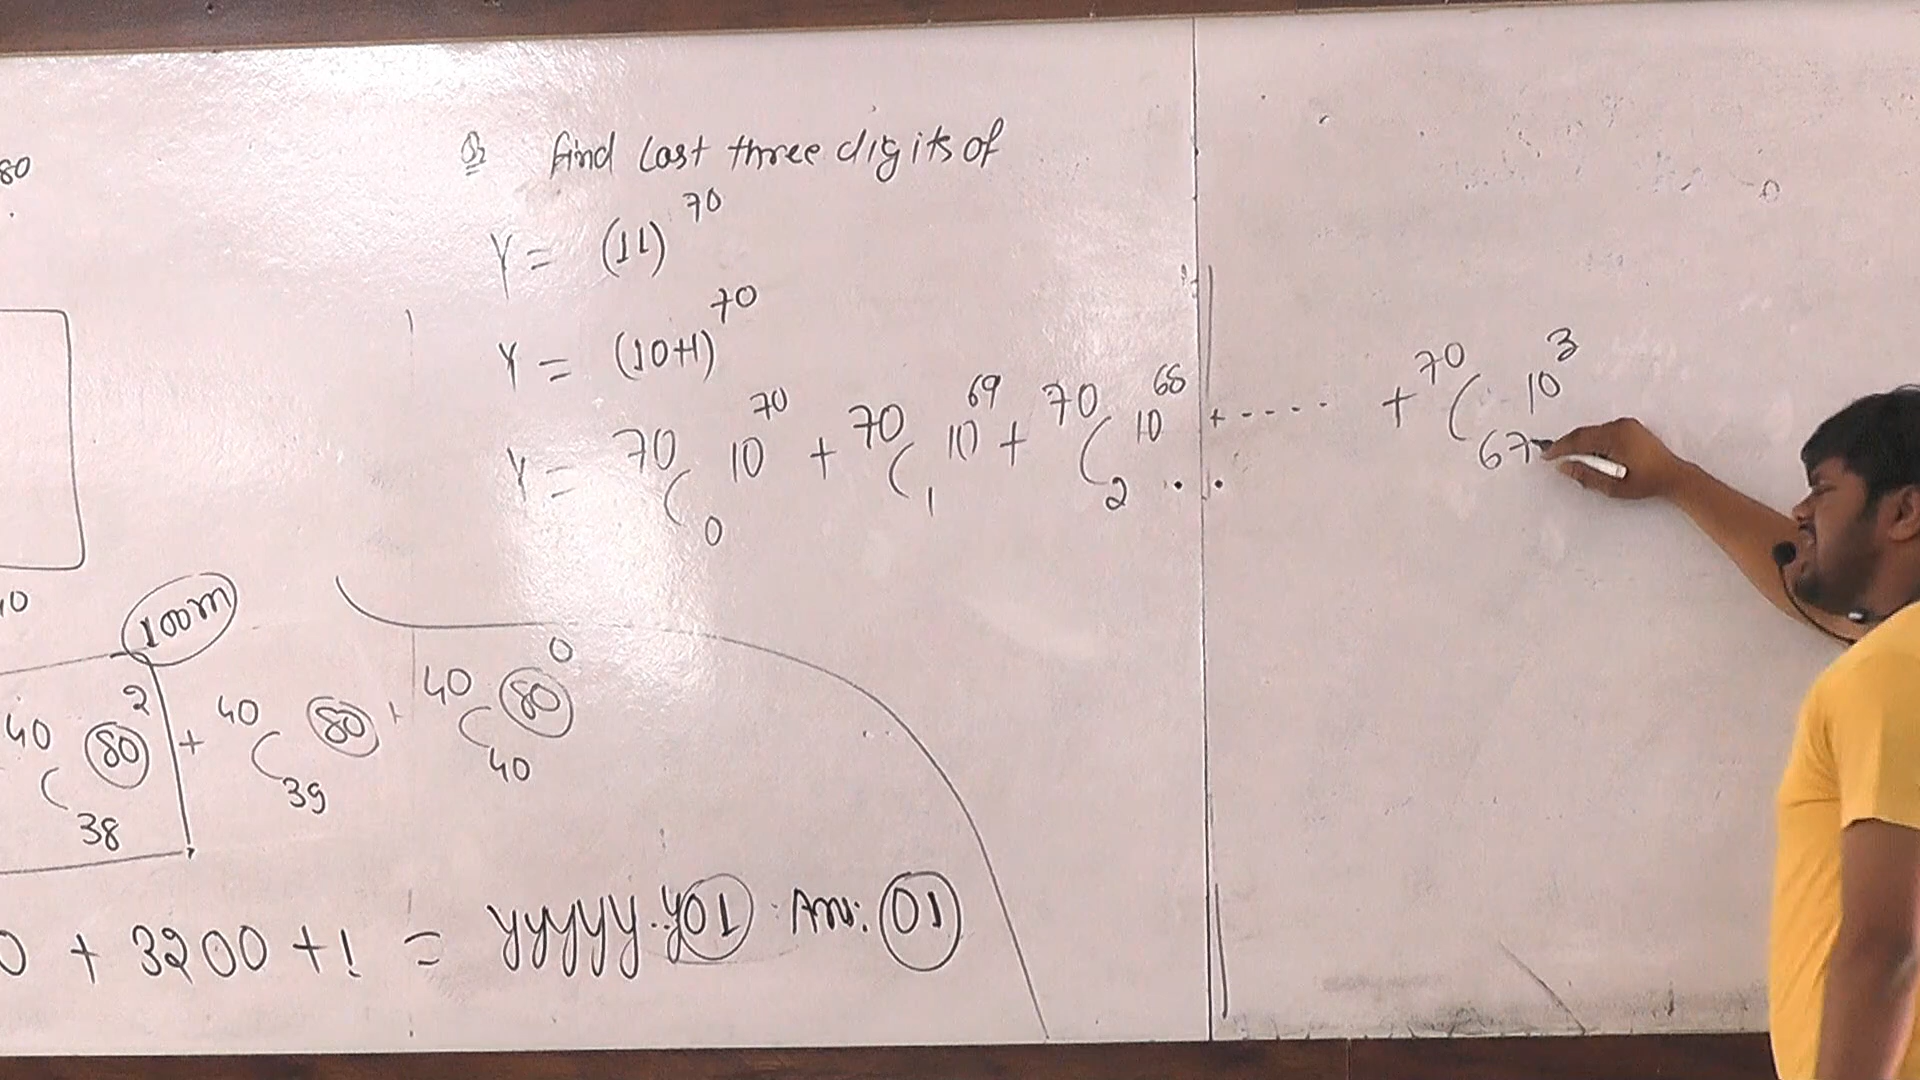 80
Q Find Last three digits of
Y = (11)^70
Y = (10+1)^70
Y = 70C0 10^70 + 70C1 10^69 + 70C2 10^68 + ---- + 70C67 10^3
10
100m
40C38 80^2 + 40C39 80 + 40C40 80^0
0 + 3200 + 1 = yyyyy..y01 Ans: 01